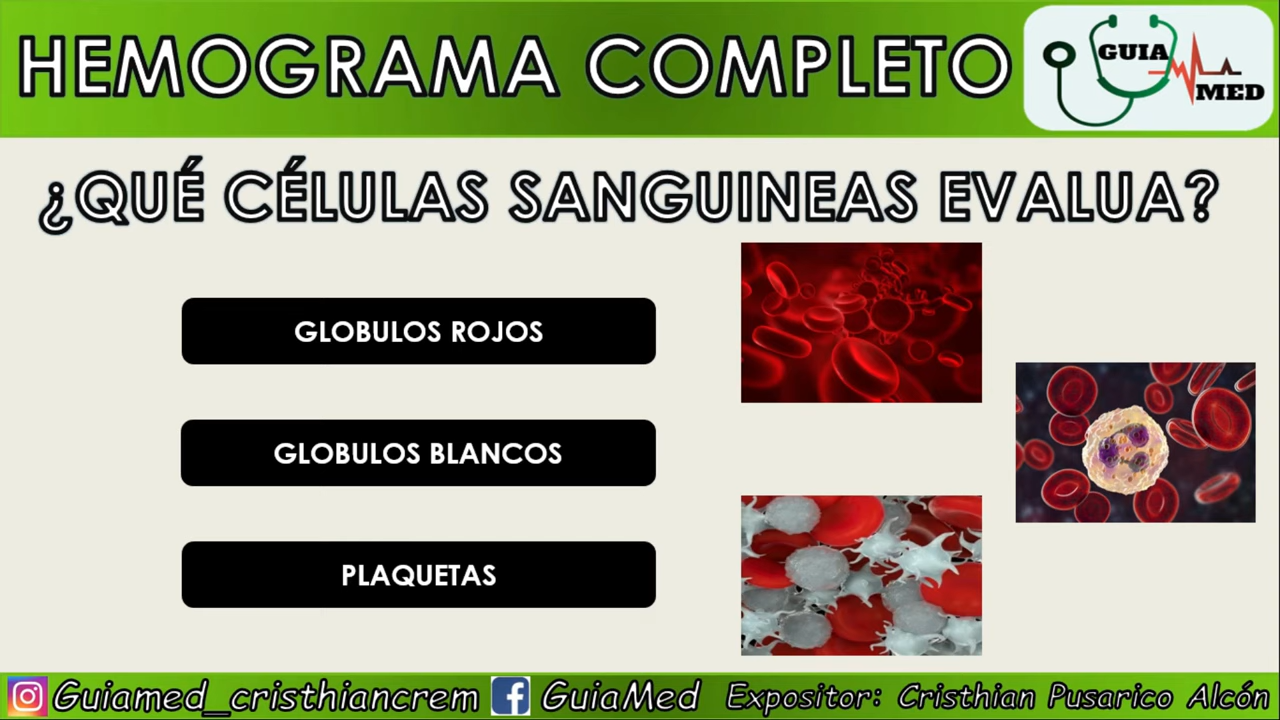 HEMOGRAMA COMPLETO
GUIA
MED
¿QUÉ CÉLULAS SANGUINEAS EVALUA?
GLOBULOS ROJOS
GLOBULOS BLANCOS
PLAQUETAS
Guiamed_cristhiancrem GuiaMed Expositor: Cristhian Pusarico Alcón